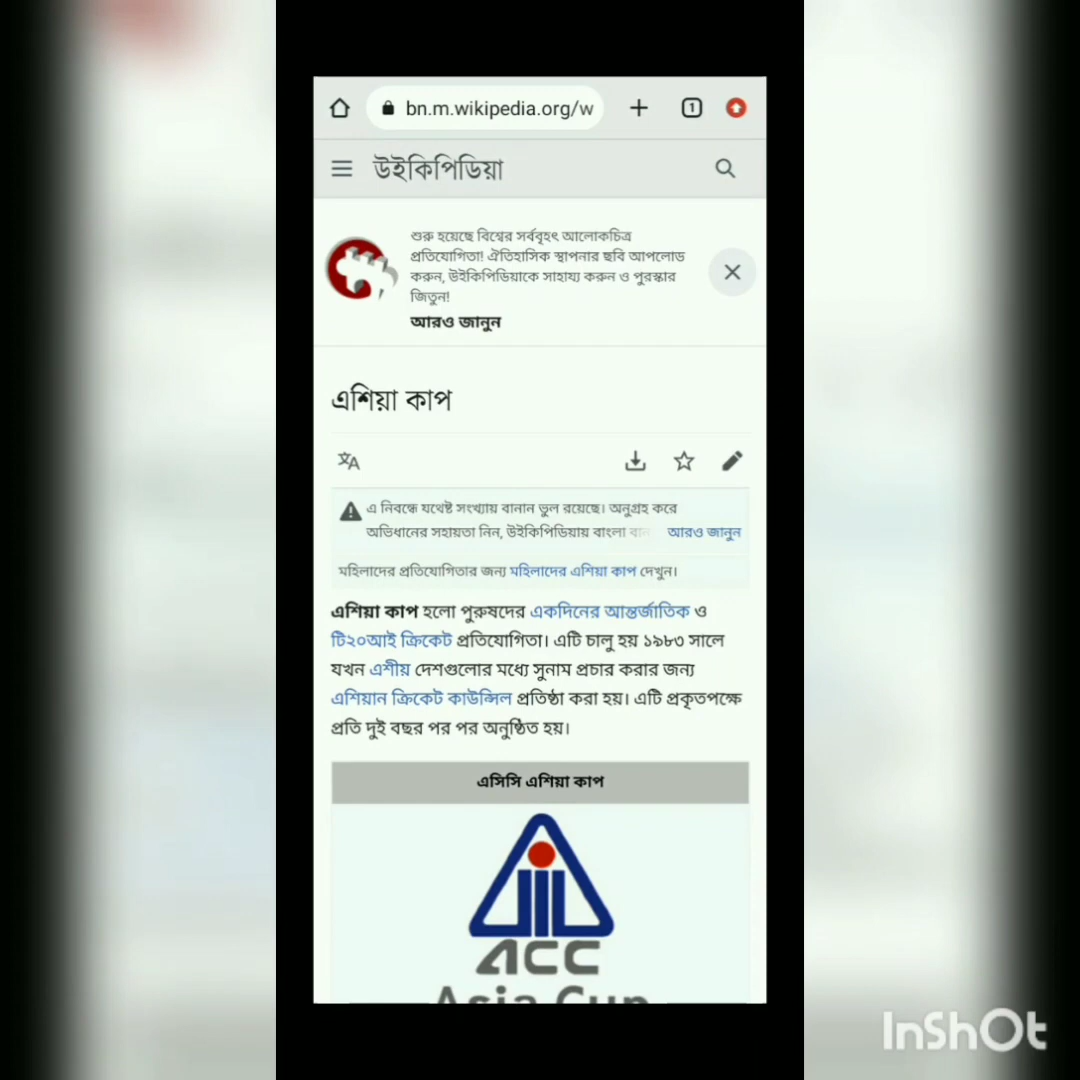 bn.m.wikipedia.org/w
1
উইকিপিডিয়া
শুরু হয়েছে বিশ্বের সর্ববৃহৎ আলোকচিত্র
প্রতিযোগিতা! ঐতিহাসিক স্থাপনার ছবি আপলোড
করুন, উইকিপিডিয়াকে সাহায্য করুন ও পুরস্কার
জিতুন!
আরও জানুন
এশিয়া কাপ
এ নিবন্ধে যথেষ্ট সংখ্যায় বানান ভুল রয়েছে। অনুগ্রহ করে
অভিধানের সহায়তা নিন, উইকিপিডিয়ায় বাংলা বান আরও জানুন
মহিলাদের প্রতিযোগিতার জন্য মহিলাদের এশিয়া কাপ দেখুন।
এশিয়া কাপ হলো পুরুষদের একদিনের আন্তর্জাতিক ও
টি২০আই ক্রিকেট প্রতিযোগিতা। এটি চালু হয় ১৯৮৩ সালে
যখন এশীয় দেশগুলোর মধ্যে সুনাম প্রচার করার জন্য
এশিয়ান ক্রিকেট কাউন্সিল প্রতিষ্ঠা করা হয়। এটি প্রকৃতপক্ষে
প্রতি দুই বছর পর পর অনুষ্ঠিত হয়।
এসিসি এশিয়া কাপ
ACC
Asia Cup
InShOt